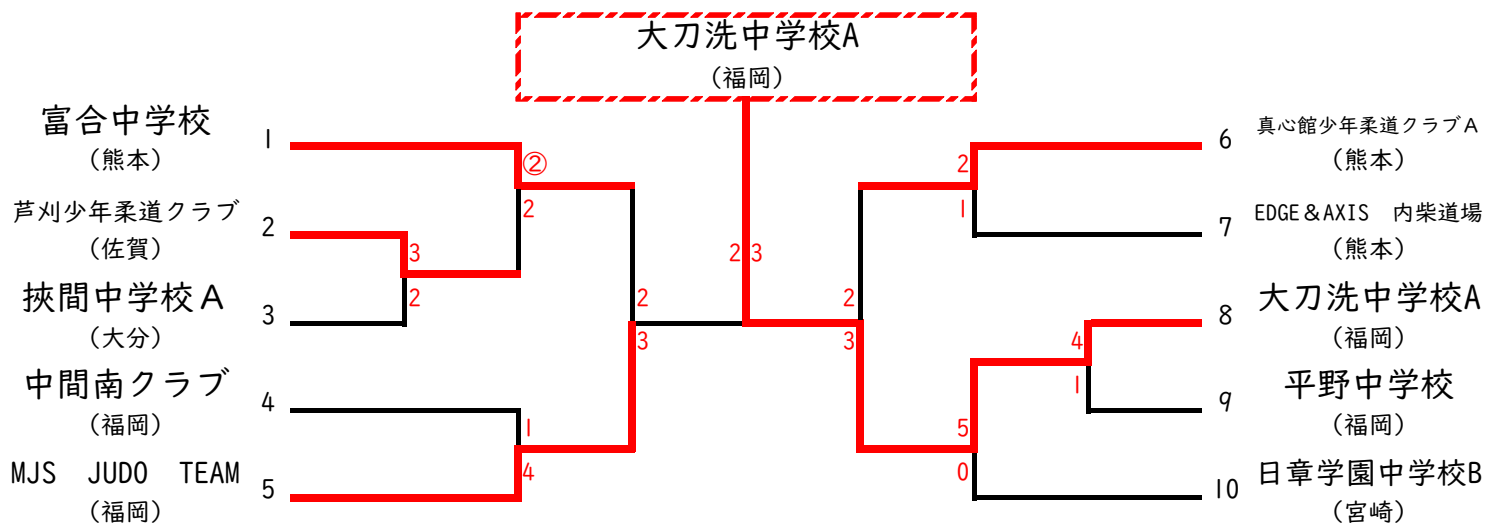 大刀洗中学校A
(福岡)
富合中学校
(熊本)
1
芦刈少年柔道クラブ
(佐賀)
2
挾間中学校A
(大分)
3
中間南クラブ
(福岡)
4
MJS JUDO TEAM
(福岡)
5
②
2
3
2
1
4
2
3
2 3
2
3
2
1
4
1
5
0
6
真心館少年柔道クラブA
(熊本)
7
EDGE&AXIS 内柴道場
(熊本)
8
大刀洗中学校A
(福岡)
9
平野中学校
(福岡)
10
日章学園中学校B
(宮崎)